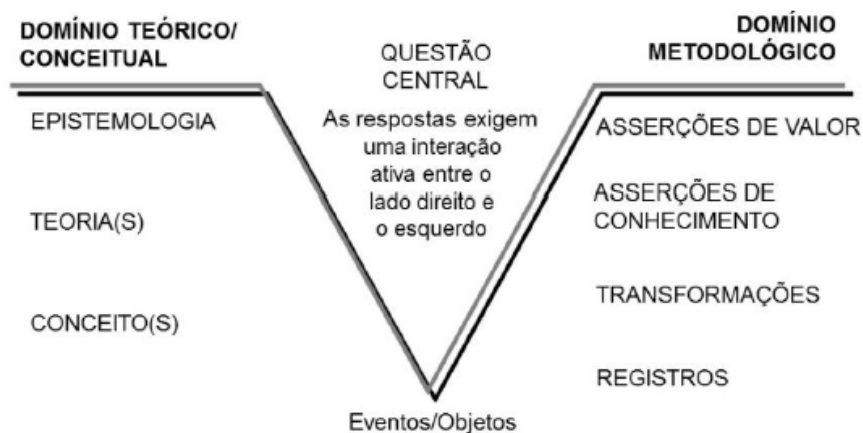 DOMÍNIO TEÓRICO/
CONCEITUAL
EPISTEMOLOGIA
TEORIA(S)
CONCEITO(S)
QUESTÃO
CENTRAL
As respostas exigem
uma interação
ativa entre o
lado direito e
o esquerdo
Eventos/Objetos
DOMÍNIO
METODOLÓGICO
ASSERÇÕES DE VALOR
ASSERÇÕES DE
CONHECIMENTO
TRANSFORMAÇÕES
REGISTROS